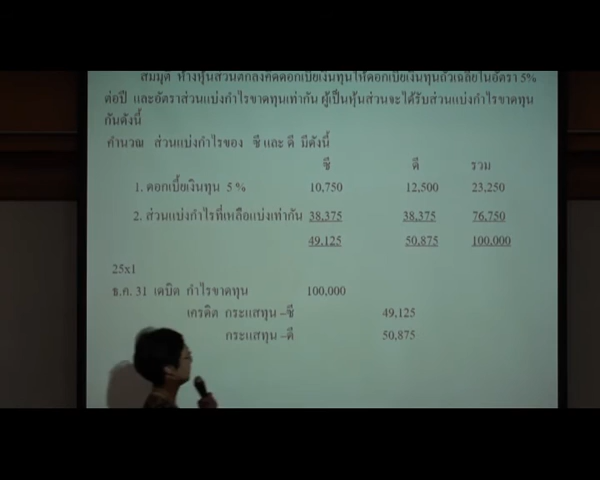 สมมุติ ห้างหุ้นส่วนตกลงคิดดอกเบี้ยเงินทุนให้ดอกเบี้ยเงินทุนถัวเฉลี่ยในอัตรา 5%
ต่อปี และอัตราส่วนแบ่งกำไรขาดทุนเท่ากัน ผู้เป็นหุ้นส่วนจะได้รับส่วนแบ่งกำไรขาดทุน
กันดังนี้
คำนวณ ส่วนแบ่งกำไรของ ซี และ ดี มีดังนี้
ซี ดี รวม
1. ดอกเบี้ยเงินทุน 5 % 10,750 12,500 23,250
2. ส่วนแบ่งกำไรที่เหลือแบ่งเท่ากัน 38,375 38,375 76,750
49,125 50,875 100,000
25x1
ธ.ค. 31 เดบิต กำไรขาดทุน 100,000
เครดิต กระแสทุน –ซี 49,125
กระแสทุน –ดี 50,875